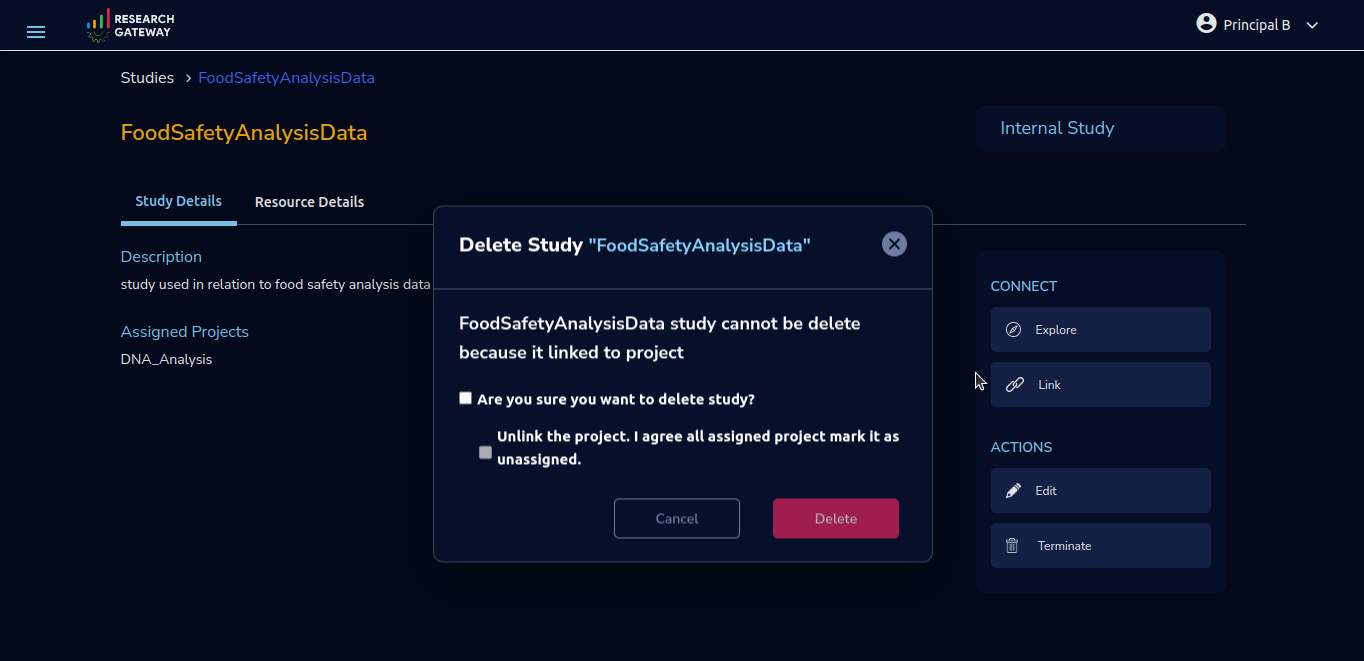 RESEARCH
GATEWAY
Principal B
Studies > FoodSafetyAnalysisData
FoodSafetyAnalysisData
Internal Study
Study Details
Resource Details
Description
study used in relation to food safety analysis data
Assigned Projects
DNA_Analysis
Delete Study "FoodSafetyAnalysisData"
FoodSafetyAnalysisData study cannot be delete
because it linked to project
Are you sure you want to delete study?
Unlink the project. I agree all assigned project mark it as
unassigned.
Cancel
Delete
CONNECT
Explore
Link
ACTIONS
Edit
Terminate